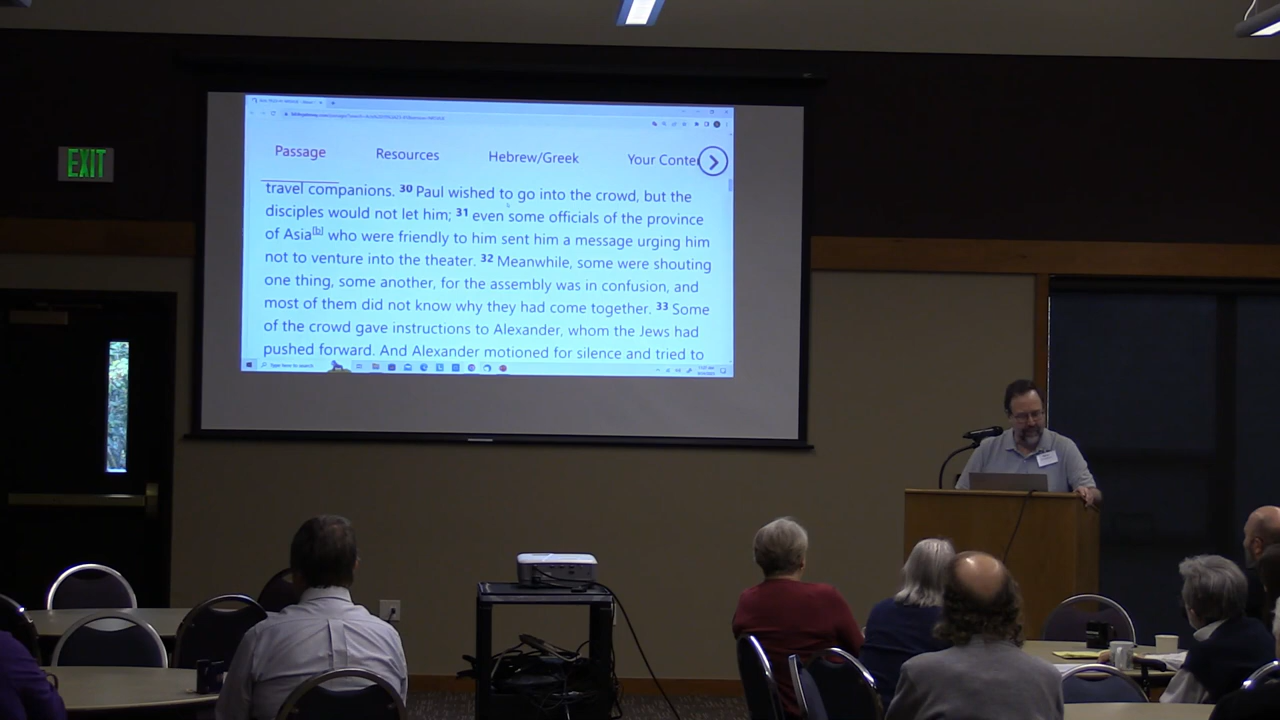 EXIT
Passage Resources Hebrew/Greek Your Conte
travel companions. 30 Paul wished to go into the crowd, but the
disciples would not let him; 31 even some officials of the province
of Asia[b] who were friendly to him sent him a message urging him
not to venture into the theater. 32 Meanwhile, some were shouting
one thing, some another, for the assembly was in confusion, and
most of them did not know why they had come together. 33 Some
of the crowd gave instructions to Alexander, whom the Jews had
pushed forward. And Alexander motioned for silence and tried to
Type here to search